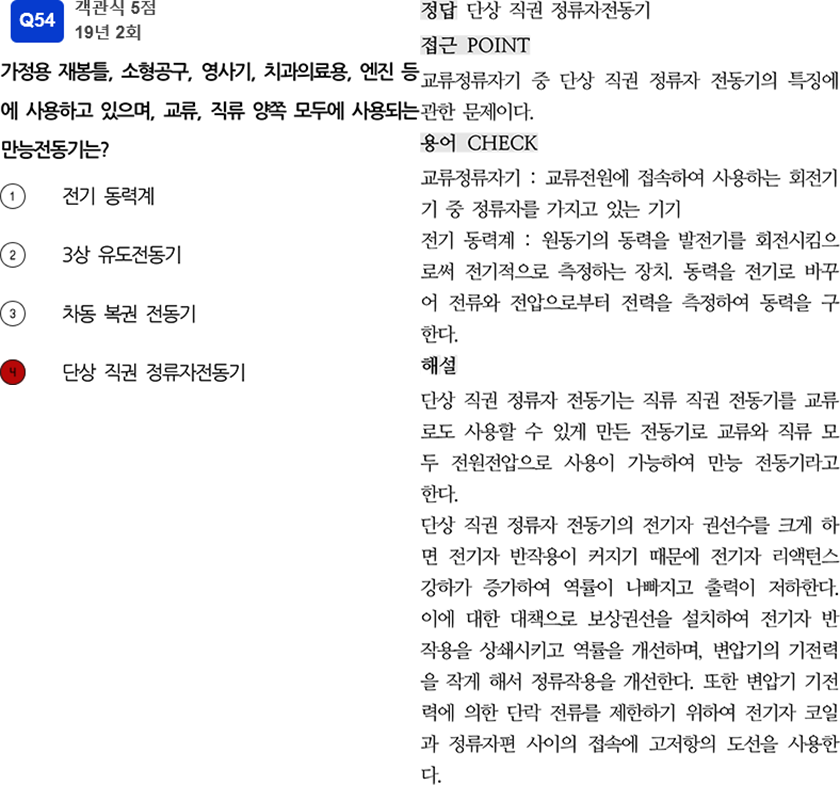 Q54
객관식 5점
19년 2회
가정용 재봉틀, 소형공구, 영사기, 치과의료용, 엔진 등
에 사용하고 있으며, 교류, 직류 양쪽 모두에 사용되는
만능전동기는?
1 전기 동력계
2 3상 유도전동기
3 차동 복권 전동기
4 단상 직권 정류자전동기
정답 단상 직권 정류자전동기
접근 POINT
교류정류자기 중 단상 직권 정류자 전동기의 특징에
관한 문제이다.
용어 CHECK
교류정류자기 : 교류전원에 접속하여 사용하는 회전기
기 중 정류자를 가지고 있는 기기
전기 동력계 : 원동기의 동력을 발전기를 회전시킴으
로써 전기적으로 측정하는 장치. 동력을 전기로 바꾸
어 전류와 전압으로부터 전력을 측정하여 동력을 구
한다.
해설
단상 직권 정류자 전동기는 직류 직권 전동기를 교류
로도 사용할 수 있게 만든 전동기로 교류와 직류 모
두 전원전압으로 사용이 가능하여 만능 전동기라고
한다.
단상 직권 정류자 전동기의 전기자 권선수를 크게 하
면 전기자 반작용이 커지기 때문에 전기자 리액턴스
강하가 증가하여 역률이 나빠지고 출력이 저하한다.
이에 대한 대책으로 보상권선을 설치하여 전기자 반
작용을 상쇄시키고 역률을 개선하며, 변압기의 기전력
을 작게 해서 정류작용을 개선한다. 또한 변압기 기전
력에 의한 단락 전류를 제한하기 위하여 전기자 코일
과 정류자편 사이의 접속에 고저항의 도선을 사용한
다.